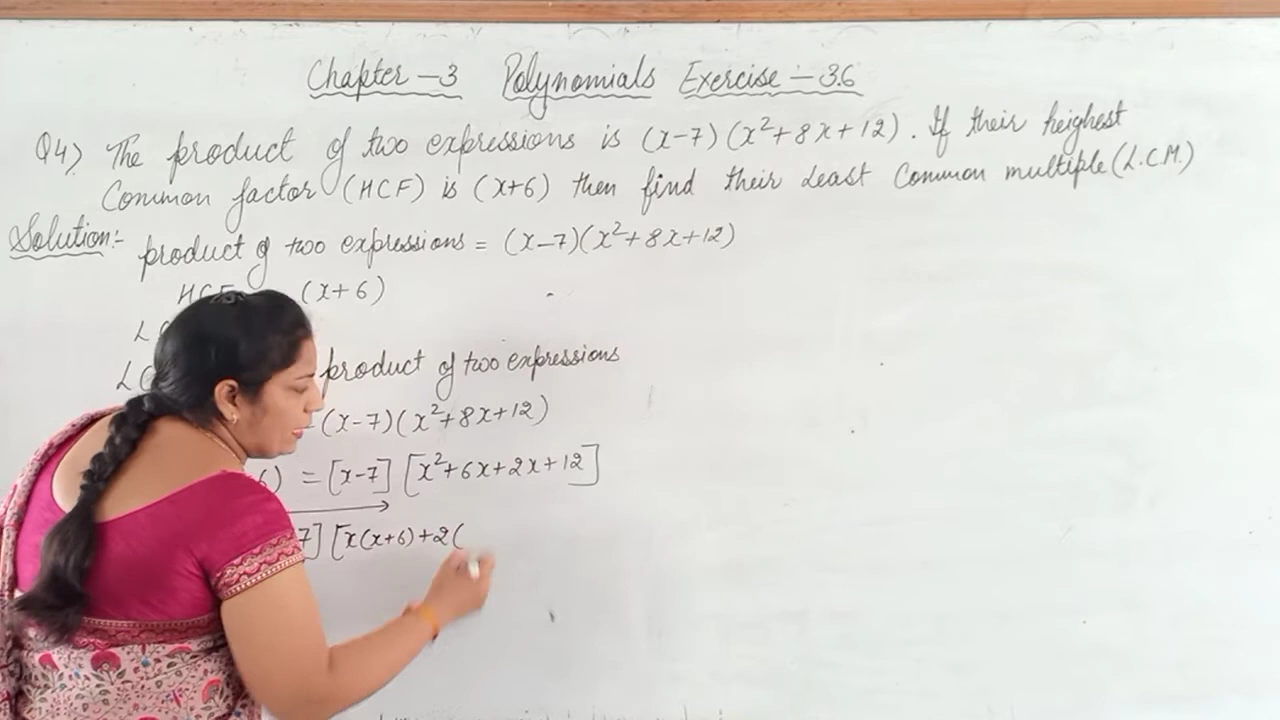 Chapter - 3 Polynomials Exercise - 3.6
Q4) The product of two expressions is (x-7)(x²+8x+12). If their heighest
Common factor (HCF) is (x+6) then find their Least Common multiple (L.C.M.)
Solution:- product of two expressions = (x-7)(x²+8x+12)
HCF (x+6)
product of two expressions
(x-7)(x²+8x+12)
6) = [x-7] [x²+6x+2x+12]
7] [x(x+6)+2(